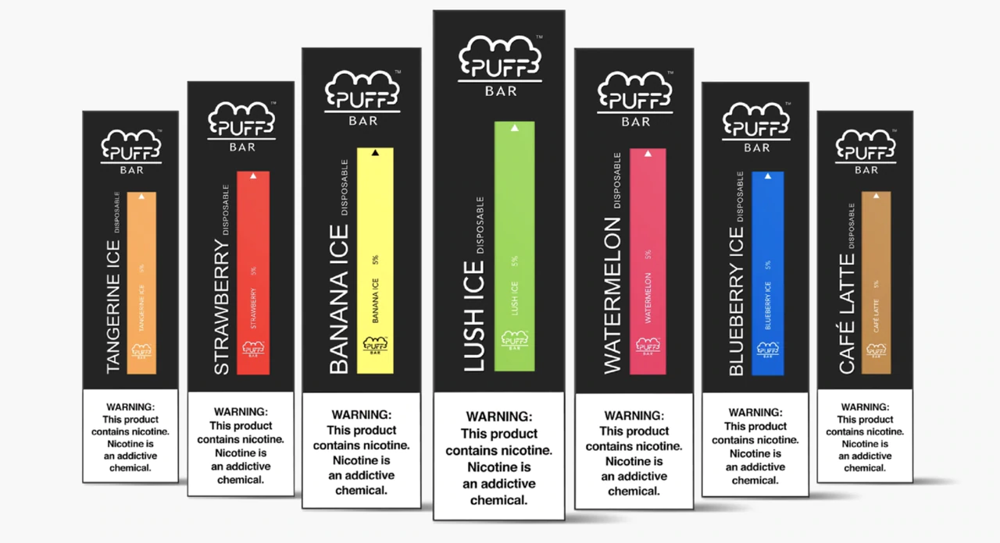 PUFF™
BAR
TANGERINE ICE DISPOSABLE
TANGERINE ICE 5%
PUFF
BAR
WARNING:
This product
contains nicotine.
Nicotine is
an addictive
chemical.
PUFF™
BAR
STRAWBERRY DISPOSABLE
STRAWBERRY 5%
PUFF
BAR
WARNING:
This product
contains nicotine.
Nicotine is
an addictive
chemical.
PUFF™
BAR
BANANA ICE DISPOSABLE
BANANA ICE 5%
PUFF™
BAR
WARNING:
This product
contains nicotine.
Nicotine is
an addictive
chemical.
PUFF™
BAR
LUSH ICE DISPOSABLE
LUSH ICE 5%
PUFF™
BAR
WARNING:
This product
contains nicotine.
Nicotine is
an addictive
chemical.
PUFF™
BAR
WATERMELON DISPOSABLE
WATERMELON 5%
PUFF
BAR
WARNING:
This product
contains nicotine.
Nicotine is
an addictive
chemical.
PUFF™
BAR
BLUEBERRY ICE DISPOSABLE
BLUEBERRY ICE 5%
PUFF
BAR
WARNING:
This product
contains nicotine.
Nicotine is
an addictive
chemical.
PUFF™
BAR
CAFÉ LATTE DISPOSABLE
CAFÉ LATTE 5%
PUFF
BAR
WARNING:
This product
contains nicotine.
Nicotine is
an addictive
chemical.